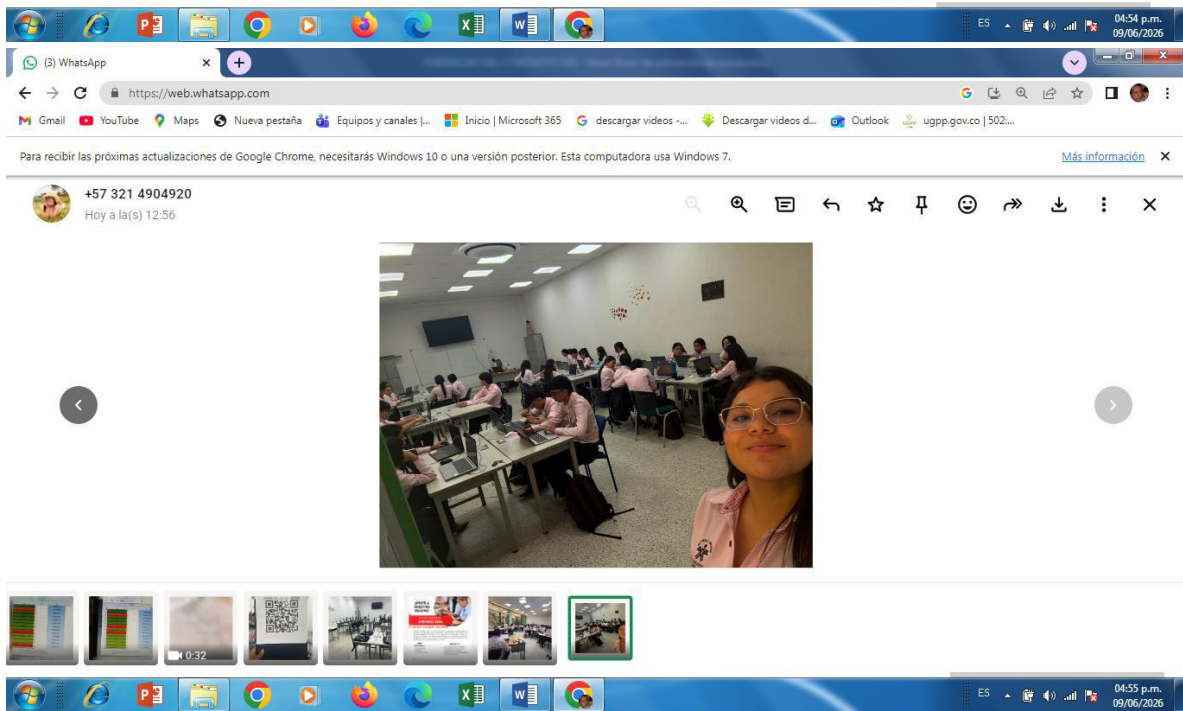 ES
04:54 p.m.
09/06/2026
(3) WhatsApp
https://web.whatsapp.com
Gmail YouTube Maps Nueva pestaña Equipos y canales |... Inicio | Microsoft 365 descargar videos -... Descargar videos d... Outlook ugpp.gov.co | 502:...
Para recibir las próximas actualizaciones de Google Chrome, necesitarás Windows 10 o una versión posterior. Esta computadora usa Windows 7.
Más información
+57 321 4904920
Hoy a la(s) 12:56
0:32
ES
04:55 p.m.
09/06/2026